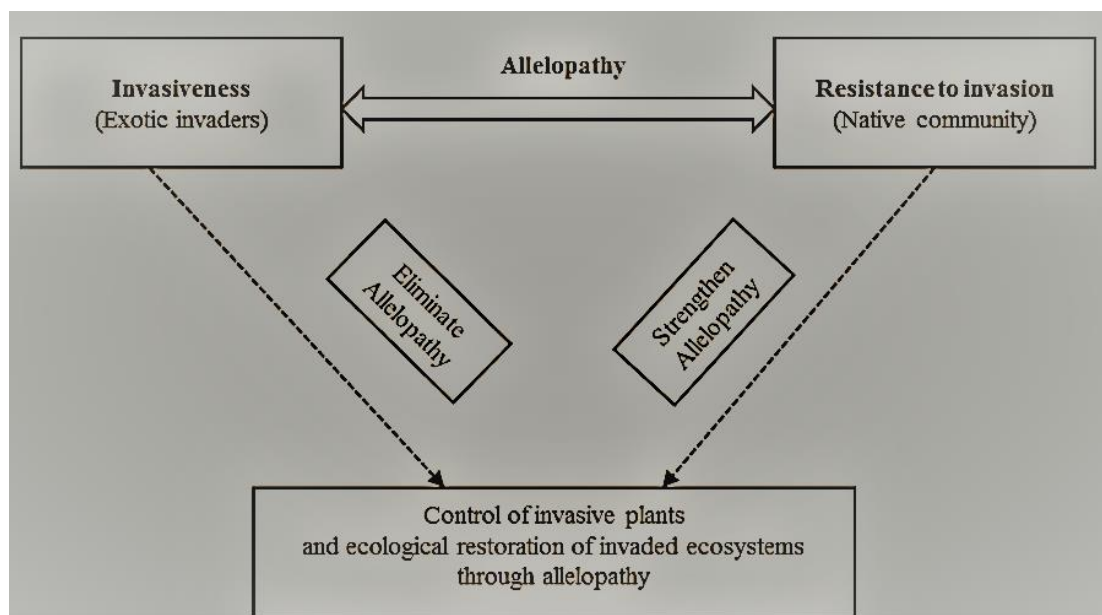 Allelopathy
Invasiveness
(Exotic invaders)
Resistance to invasion
(Native community)
Eliminate
Allelopathy
Strengthen
Allelopathy
Control of invasive plants
and ecological restoration of invaded ecosystems
through allelopathy